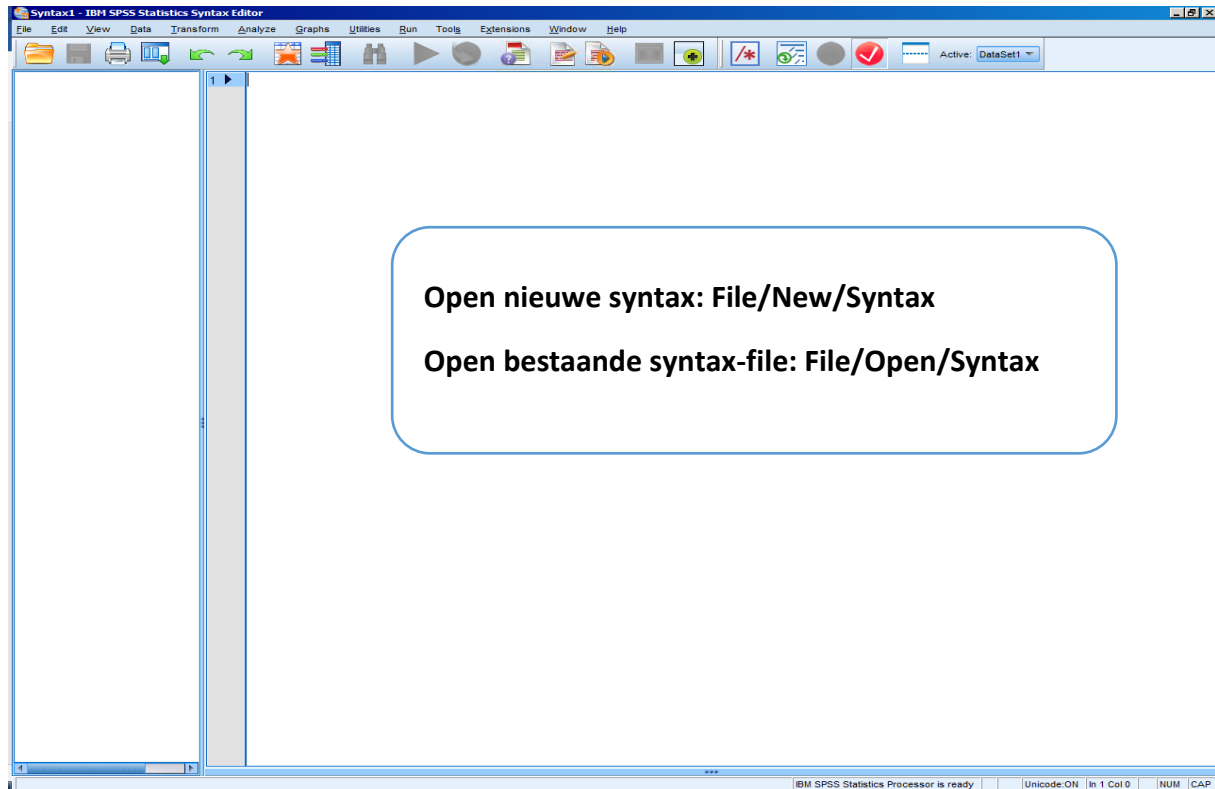 Syntax1 - IBM SPSS Statistics Syntax Editor
File Edit View Data Transform Analyze Graphs Utilities Run Tools Extensions Window Help
Active: DataSet1
1
Open nieuwe syntax: File/New/Syntax
Open bestaande syntax-file: File/Open/Syntax
IBM SPSS Statistics Processor is ready Unicode:ON In 1 Col 0 NUM CAP